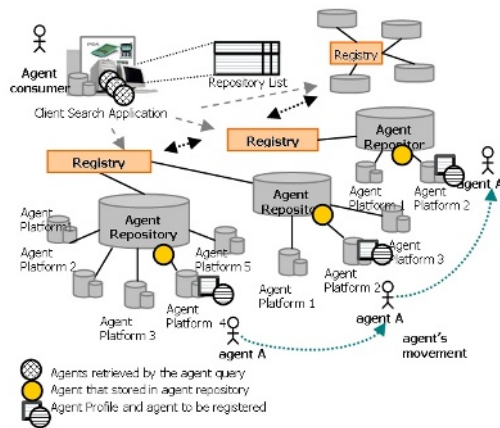 Registry
Agent
consumer
Repository List
Registry
Client Search Application
Registry
Agent
Repositor
Registry
Agent
Repository
Agent
Repositor
Agent
Platform 1
Agent
Platform 2
agent A
Agent
Platform
Agent
Platform 2
Agent
Platform 5
Agent
Platform 3
Agent
Platform 4
Agent
Platform 1
Agent
Platform 2
Agent
Platform 3
agent A
agent A
agent's
movement
Agents retrieved by the agent query
Agent that stored in agent repository
Agent Profile and agent to be registered